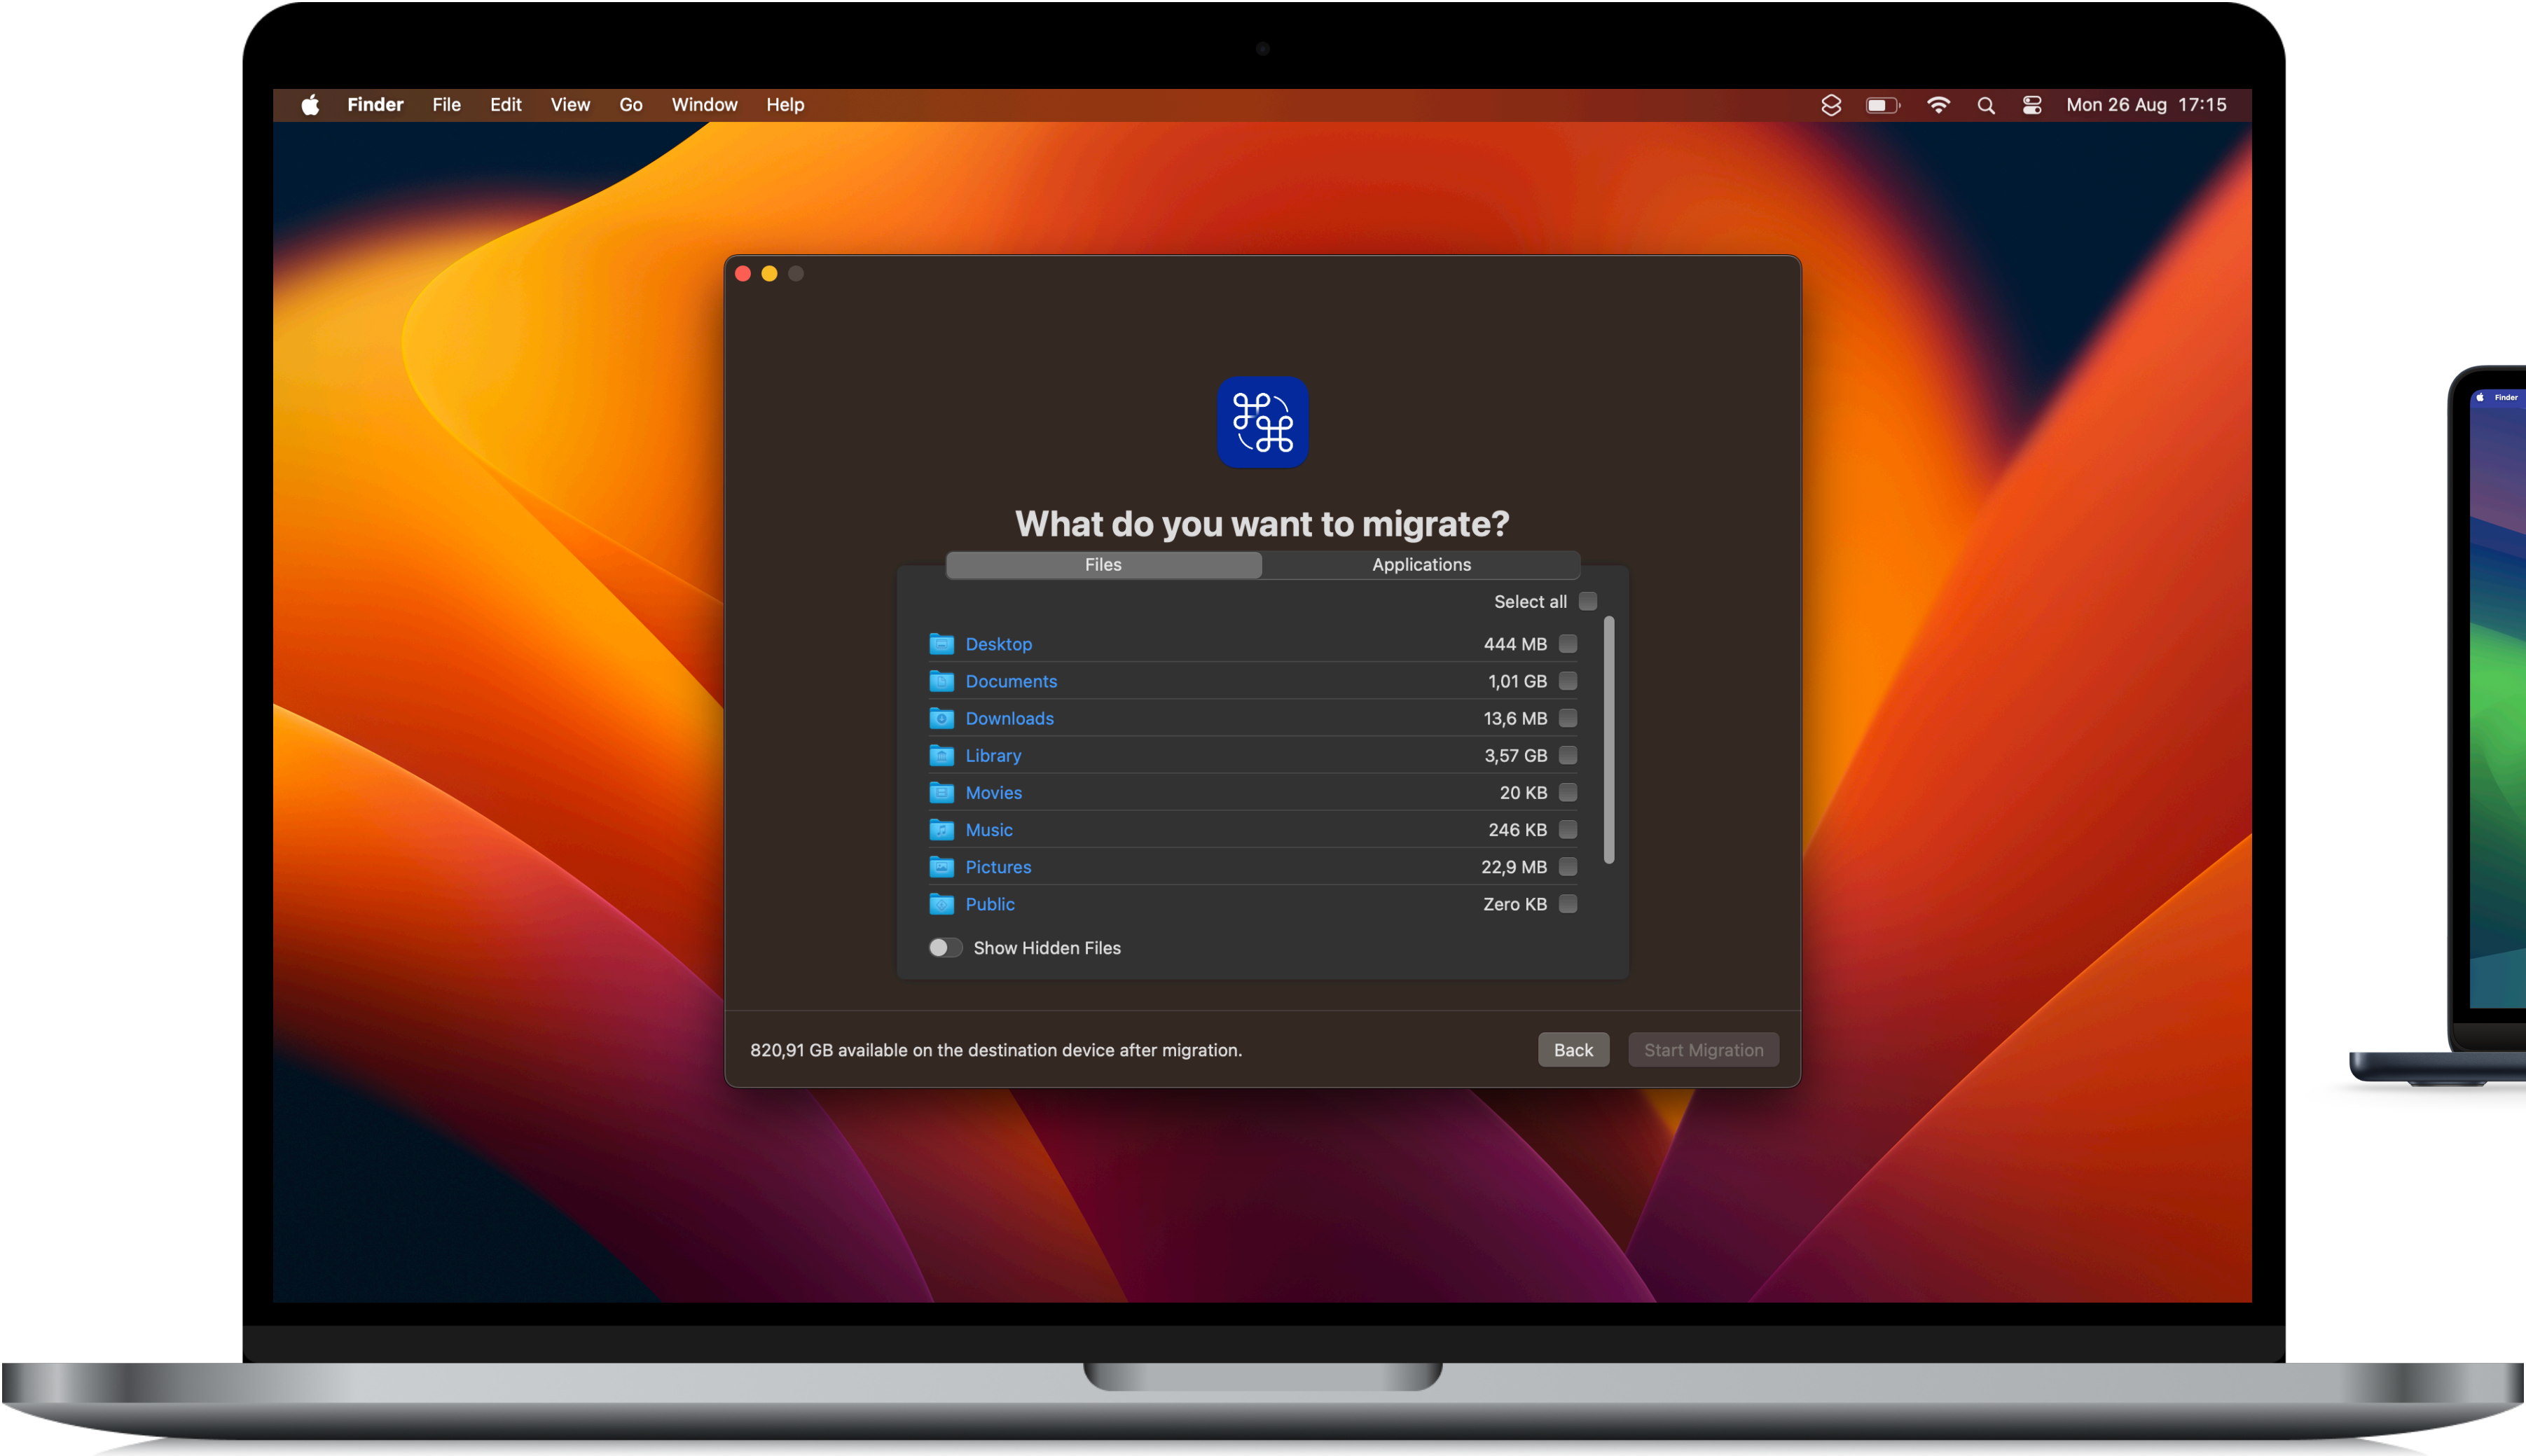 Finder File Edit View Go Window Help Mon 26 Aug 17:15
What do you want to migrate?
Files Applications
Select all
Desktop 444 MB
Documents 1,01 GB
Downloads 13,6 MB
Library 3,57 GB
Movies 20 KB
Music 246 KB
Pictures 22,9 MB
Public Zero KB
Show Hidden Files
820,91 GB available on the destination device after migration. Back Start Migration
Finder